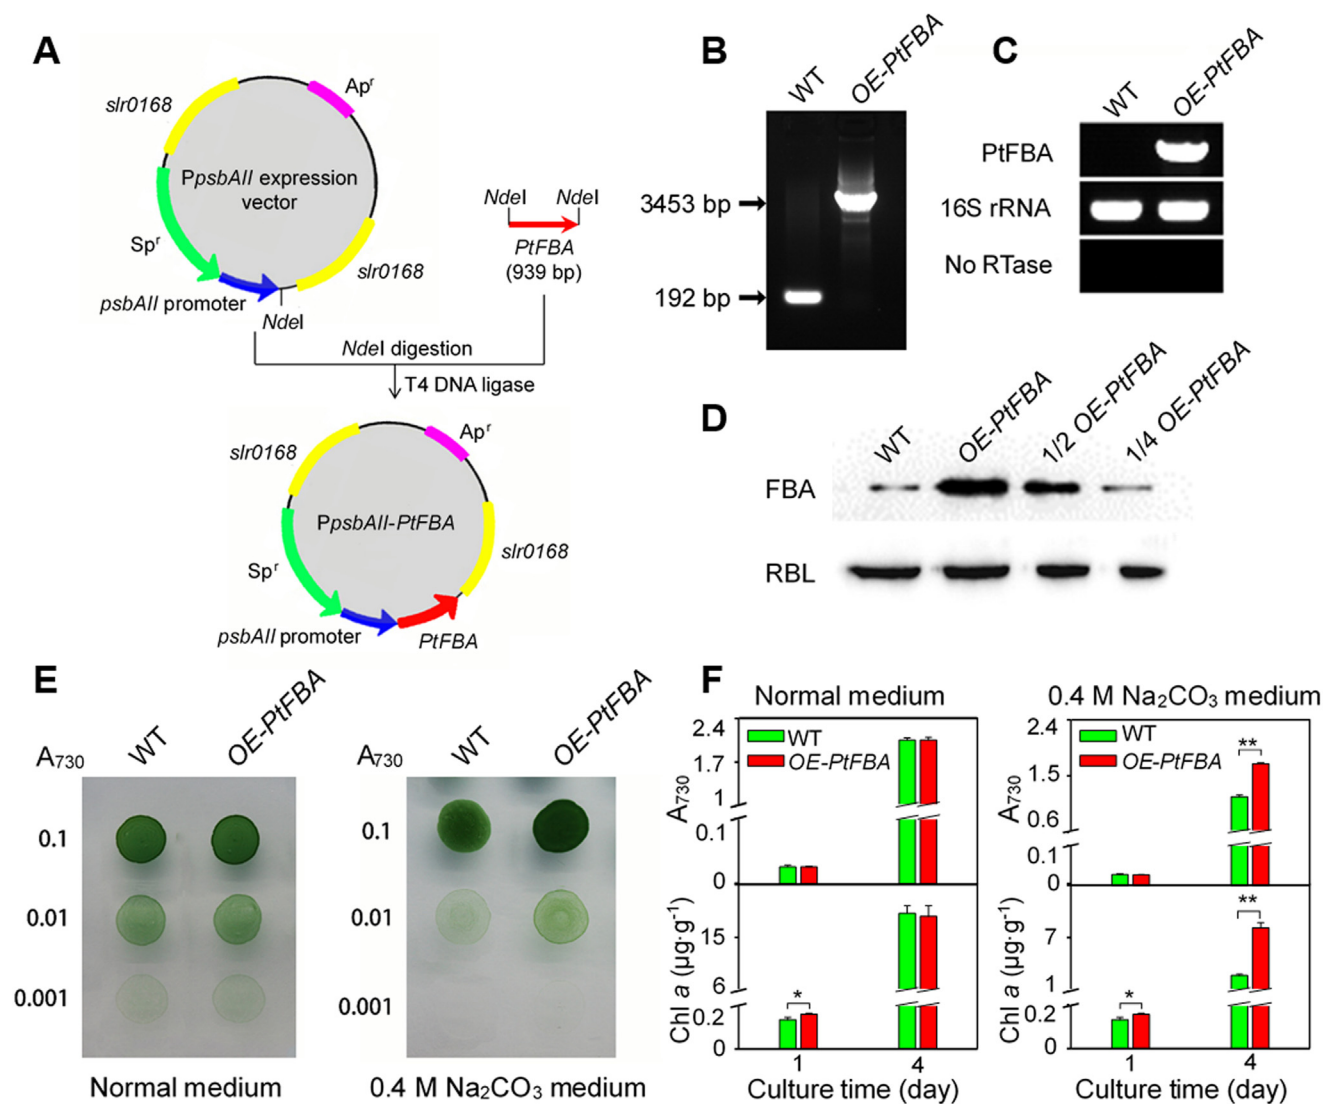 A
slr0168
Apʳ
PpsbAII expression
vector
Spʳ
slr0168
psbAII promoter
NdeI
NdeI NdeI
PtFBA
(939 bp)
NdeI digestion
T4 DNA ligase
slr0168
Apʳ
PpsbAII-PtFBA
slr0168
Spʳ
psbAII promoter
PtFBA
B
WT OE-PtFBA
3453 bp
192 bp
C
WT OE-PtFBA
PtFBA
16S rRNA
No RTase
D
WT OE-PtFBA 1/2 OE-PtFBA 1/4 OE-PtFBA
FBA
RBL
E
A₇₃₀ WT OE-PtFBA
0.1
0.01
0.001
Normal medium
A₇₃₀ WT OE-PtFBA
0.1
0.01
0.001
0.4 M Na₂CO₃ medium
F
Normal medium
A₇₃₀
2.4
1.7
1
0.1
0
WT
OE-PtFBA
Chl a (µg·g⁻¹)
15
6
0.2
0
*
1 4
Culture time (day)
0.4 M Na₂CO₃ medium
A₇₃₀
2.4
1.5
0.6
0.1
0
WT
OE-PtFBA
**
Chl a (µg·g⁻¹)
7
1
0.2
0
*
**
1 4
Culture time (day)